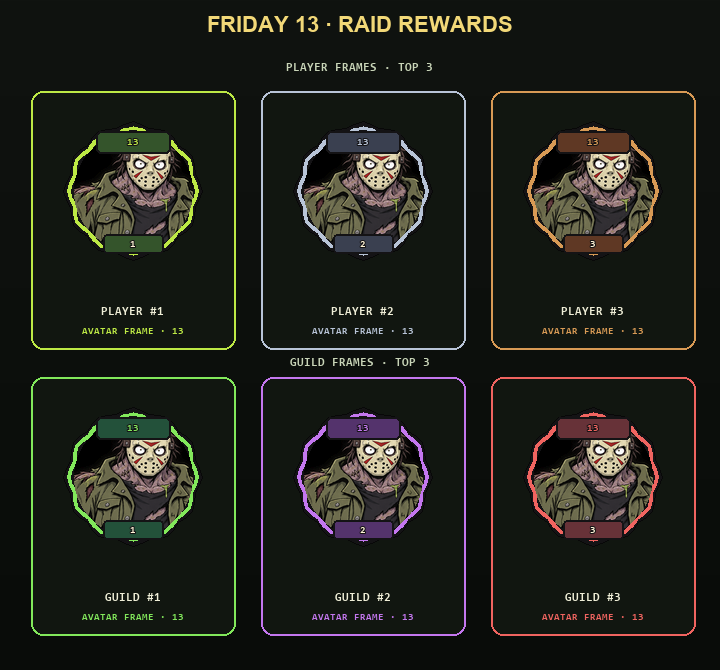 FRIDAY 13 · RAID REWARDS
PLAYER FRAMES · TOP 3
13 13 13
1 2 3
PLAYER #1 PLAYER #2 PLAYER #3
AVATAR FRAME · 13 AVATAR FRAME · 13 AVATAR FRAME · 13
GUILD FRAMES · TOP 3
13 13 13
1 2 3
GUILD #1 GUILD #2 GUILD #3
AVATAR FRAME · 13 AVATAR FRAME · 13 AVATAR FRAME · 13